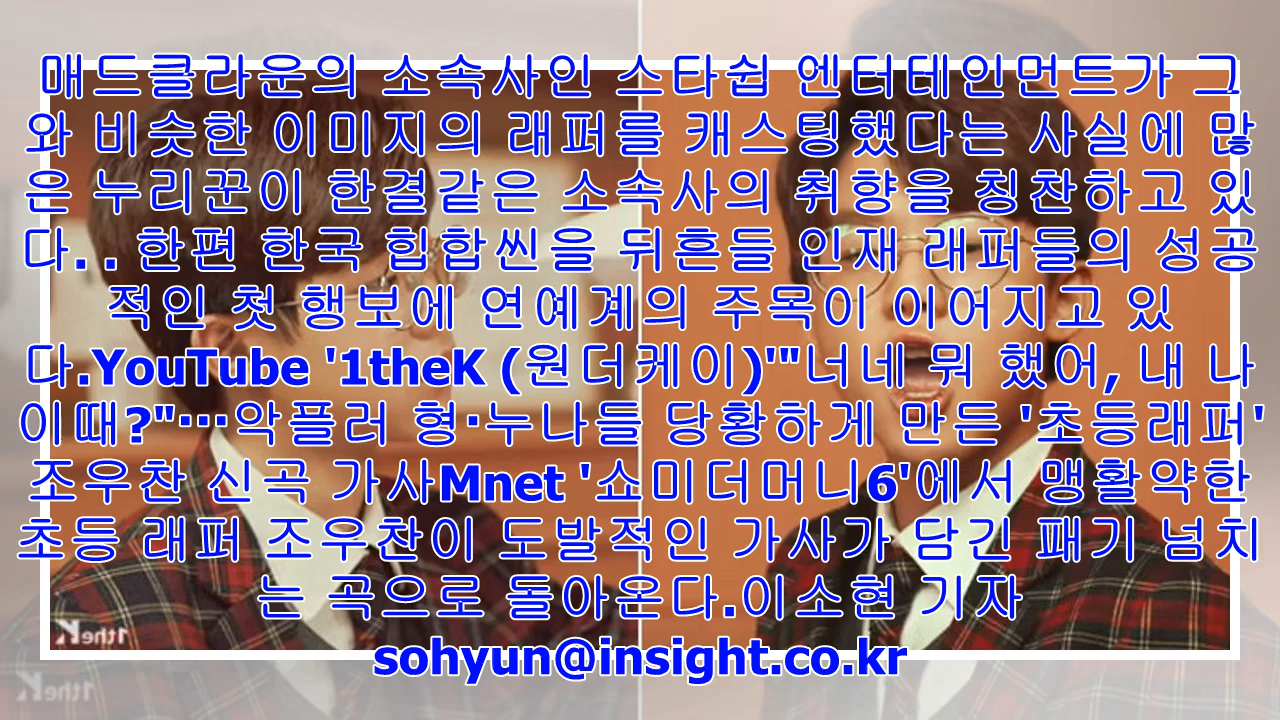 매드클라운의 소속사인 스타쉽 엔터테인먼트가 그
와 비슷한 이미지의 래퍼를 캐스팅했다는 사실에 많
은 누리꾼이 한결같은 소속사의 취향을 칭찬하고 있
다. . 한편 한국 힙합씬을 뒤흔들 인재 래퍼들의 성공
적인 첫 행보에 연예계의 주목이 이어지고 있
다.YouTube '1theK (원더케이)'"너네 뭐 했어, 내 나
이때?"…악플러 형·누나들 당황하게 만든 '초등래퍼'
조우찬 신곡 가사Mnet '쇼미더머니6'에서 맹활약한
초등 래퍼 조우찬이 도발적인 가사가 담긴 패기 넘치
는 곡으로 돌아온다.이소현 기자
sohyun@insight.co.kr
1theK
1theK